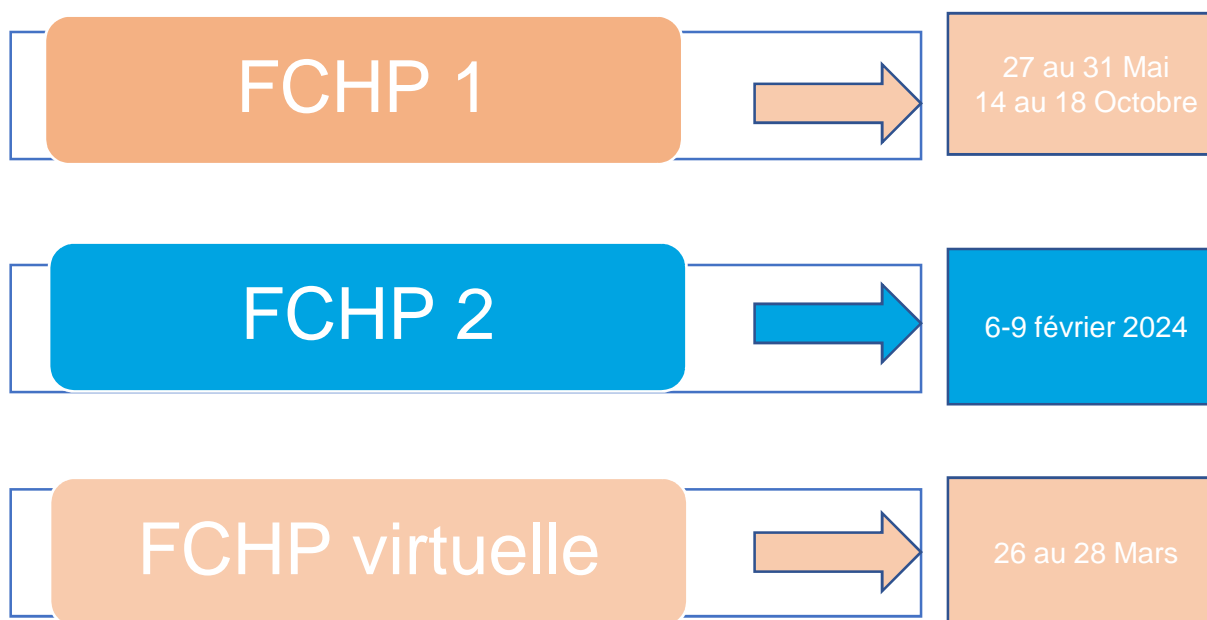 FCHP 1
27 au 31 Mai
14 au 18 Octobre
FCHP 2
6-9 février 2024
FCHP virtuelle
26 au 28 Mars